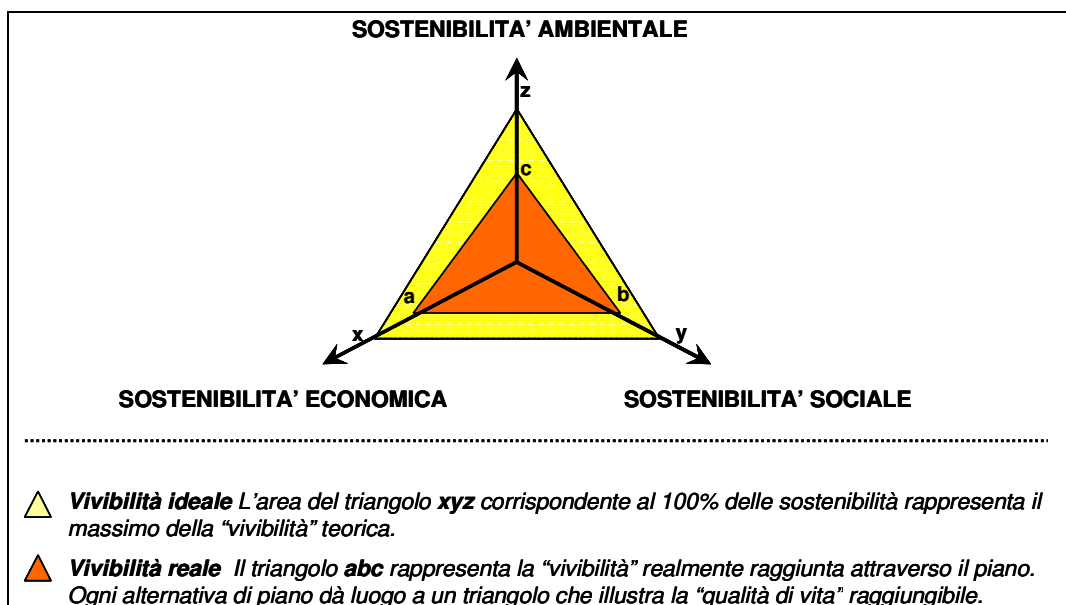 SOSTENIBILITA’ AMBIENTALE
z
c
a
b
x
y
SOSTENIBILITA’ ECONOMICA
SOSTENIBILITA’ SOCIALE
Vivibilità ideale L’area del triangolo xyz corrispondente al 100% delle sostenibilità rappresenta il
massimo della “vivibilità” teorica.
Vivibilità reale Il triangolo abc rappresenta la “vivibilità” realmente raggiunta attraverso il piano.
Ogni alternativa di piano dà luogo a un triangolo che illustra la “qualità di vita” raggiungibile.